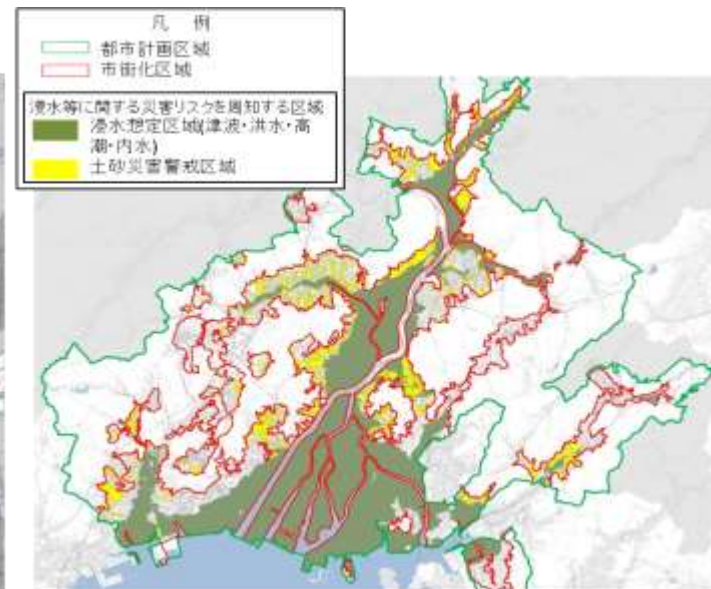 凡 例
都市計画区域
市街化区域
浸水等に関する災害リスクを周知する区域
浸水想定区域(津波・洪水・高
潮・内水)
土砂災害警戒区域